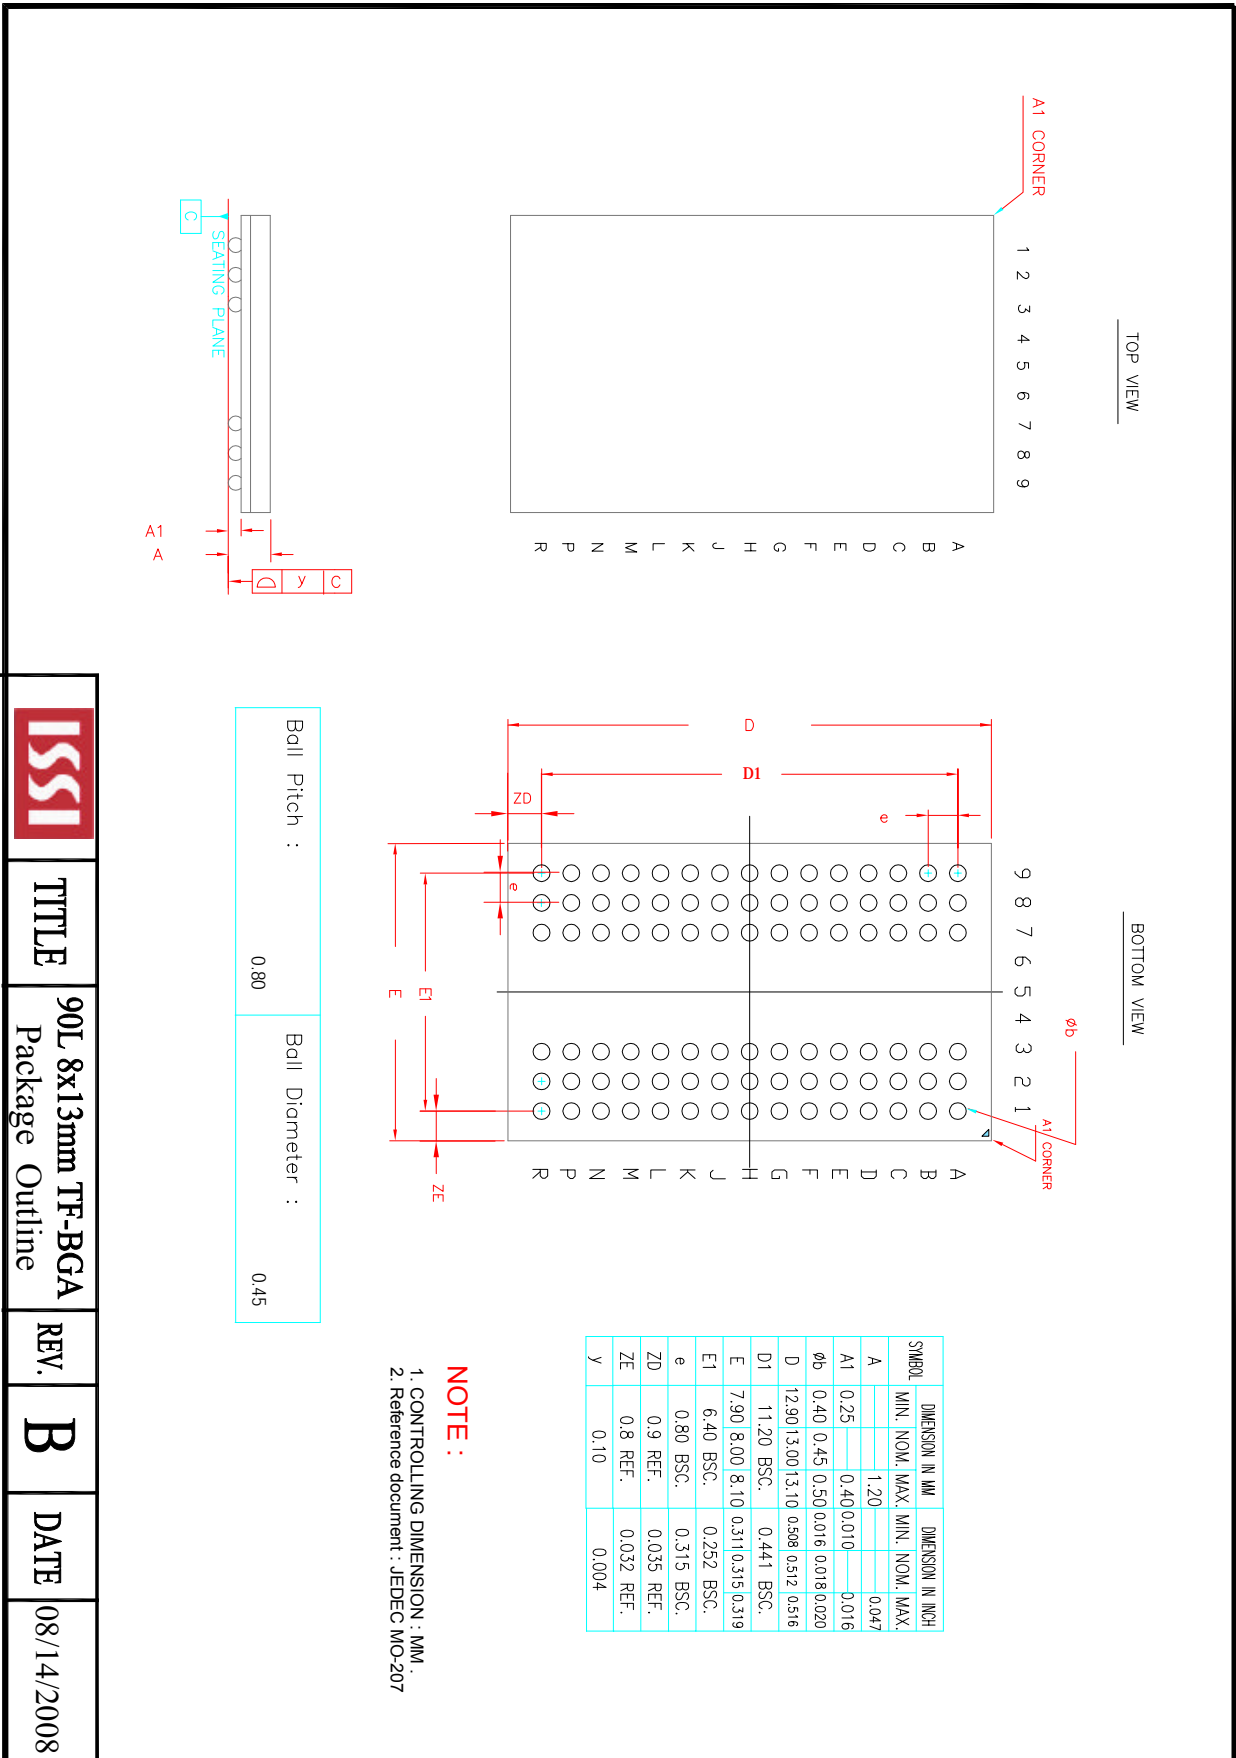 TOP VIEW
A1 CORNER
1 2 3 4 5 6 7 8 9
A
B
C
D
E
F
G
H
J
K
L
M
N
P
R
SEATING PLANE
C
A1
A
y C
BOTTOM VIEW
Øb
A1 CORNER
9 8 7 6 5 4 3 2 1
A
B
C
D
E
F
G
H
J
K
L
M
N
P
R
D
D1
ZD
e
e
E1
E
ZE
Ball Pitch : 0.80
Ball Diameter : 0.45
SYMBOL DIMENSION IN MM DIMENSION IN INCH
MIN. NOM. MAX. MIN. NOM. MAX.
A 1.20 0.047
A1 0.25 0.40 0.010 0.016
Øb 0.40 0.45 0.50 0.016 0.018 0.020
D 12.90 13.00 13.10 0.508 0.512 0.516
D1 11.20 BSC. 0.441 BSC.
E 7.90 8.00 8.10 0.311 0.315 0.319
E1 6.40 BSC. 0.252 BSC.
e 0.80 BSC. 0.315 BSC.
ZD 0.9 REF. 0.035 REF.
ZE 0.8 REF. 0.032 REF.
y 0.10 0.004
NOTE :
1. CONTROLLING DIMENSION : MM .
2. Reference document : JEDEC MO-207
ISSI
TITLE
90L 8x13mm TF-BGA
Package Outline
REV.
B
DATE
08/14/2008